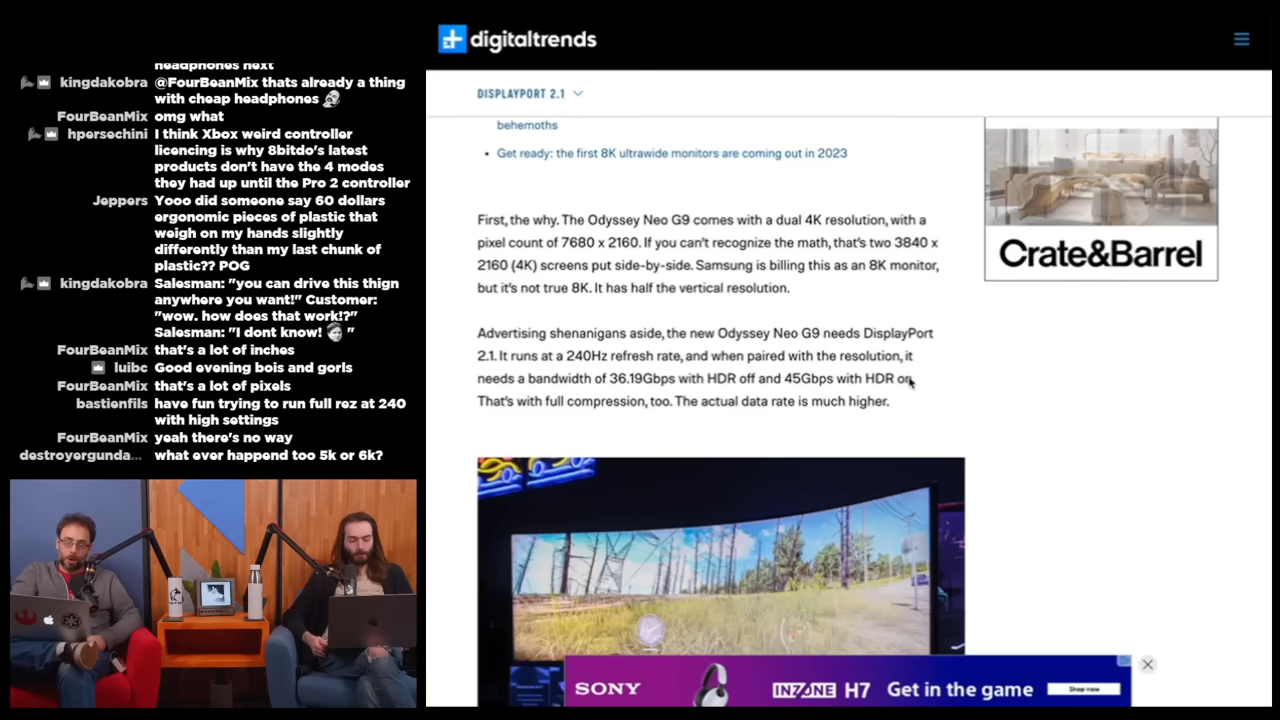 headphones next
kingdakobra @FourBeanMix thats already a thing
with cheap headphones
FourBeanMix omg what
hpersechini I think Xbox weird controller
licencing is why 8bitdo's latest
products don't have the 4 modes
they had up until the Pro 2 controller
Jeppers Yooo did someone say 60 dollars
ergonomic pieces of plastic that
weigh on my hands slightly
differently than my last chunk of
plastic?? POG
kingdakobra Salesman: "you can drive this thign
anywhere you want!" Customer:
"wow. how does that work!?"
Salesman: "I dont know! "
FourBeanMix that's a lot of inches
luibc Good evening bois and gorls
FourBeanMix that's a lot of pixels
bastienfils have fun trying to run full rez at 240
with high settings
FourBeanMix yeah there's no way
destroyergunda... what ever happend too 5k or 6k?
digitaltrends
DISPLAYPORT 2.1
behemoths
• Get ready: the first 8K ultrawide monitors are coming out in 2023
First, the why. The Odyssey Neo G9 comes with a dual 4K resolution, with a
pixel count of 7680 x 2160. If you can't recognize the math, that's two 3840 x
2160 (4K) screens put side-by-side. Samsung is billing this as an 8K monitor,
but it's not true 8K. It has half the vertical resolution.
Advertising shenanigans aside, the new Odyssey Neo G9 needs DisplayPort
2.1. It runs at a 240Hz refresh rate, and when paired with the resolution, it
needs a bandwidth of 36.19Gbps with HDR off and 45Gbps with HDR on.
That's with full compression, too. The actual data rate is much higher.
Crate&Barrel
SONY INZONE H7 Get in the game Shop now